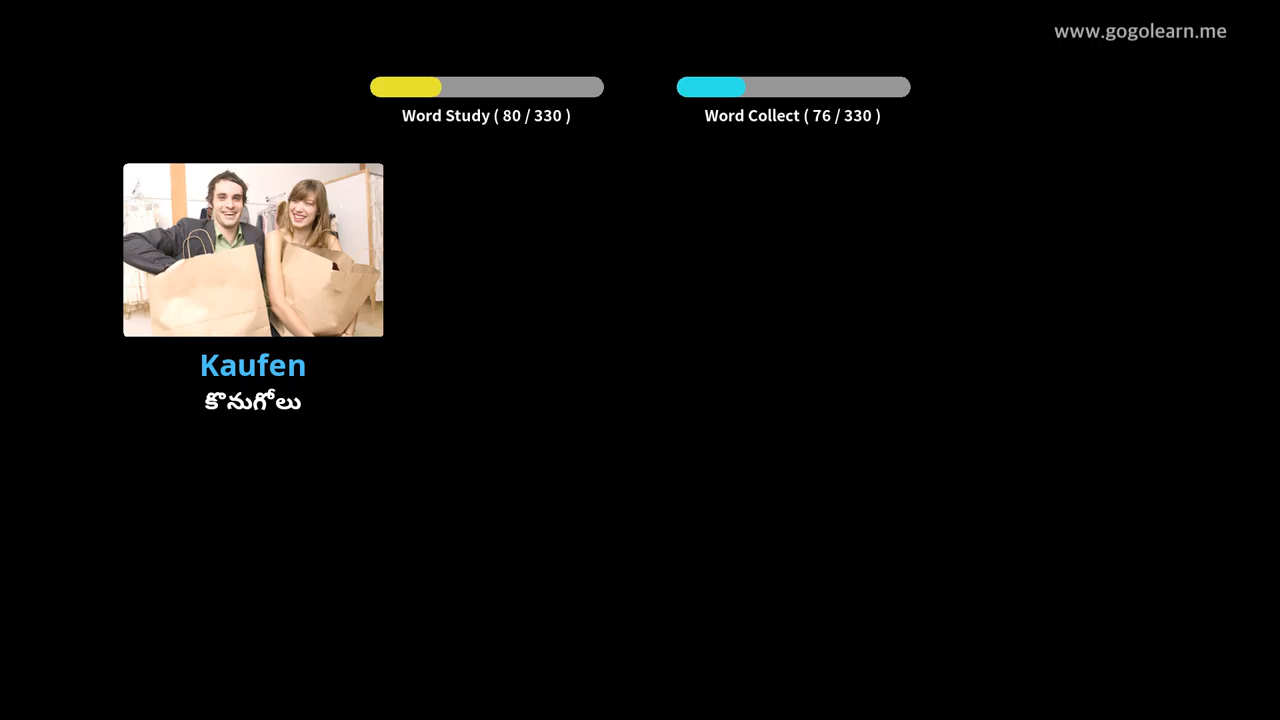 www.gogolearn.me
Word Study ( 80 / 330 )
Word Collect ( 76 / 330 )
Kaufen
కొనుగోలు